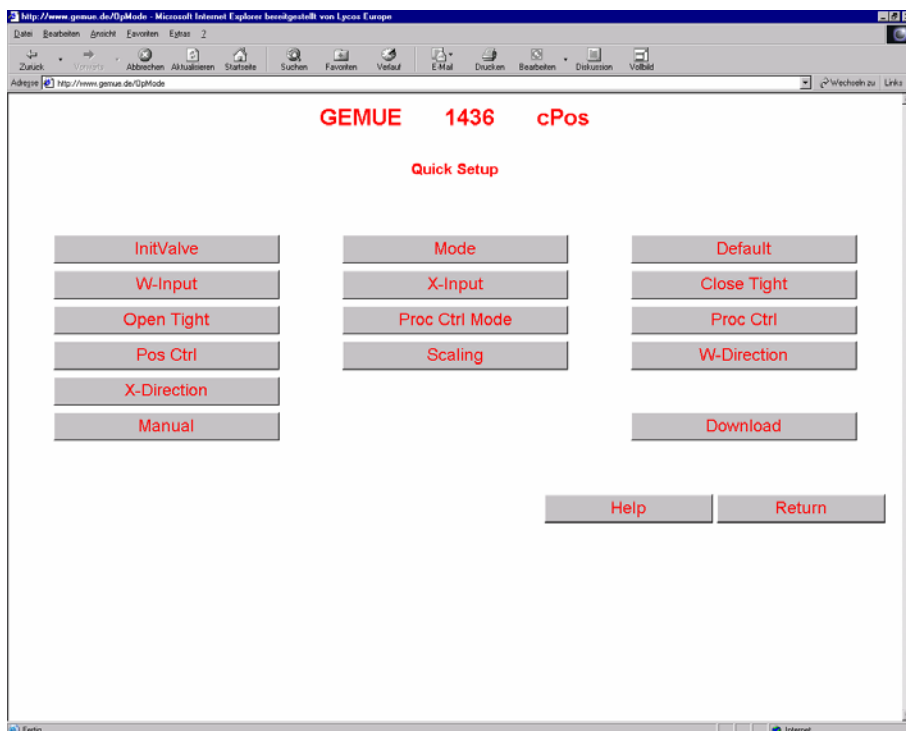 http://www.gemue.de/OpMode - Microsoft Internet Explorer bereitgestellt von Lycos Europe
Datei Bearbeiten Ansicht Favoriten Extras ?
Zurück Vorwärts Abbrechen Aktualisieren Startseite Suchen Favoriten Verlauf E-Mail Drucken Bearbeiten Diskussion Vollbild
Adresse http://www.gemue.de/OpMode Wechseln zu Links
GEMUE 1436 cPos
Quick Setup
InitValve Mode Default
W-Input X-Input Close Tight
Open Tight Proc Ctrl Mode Proc Ctrl
Pos Ctrl Scaling W-Direction
X-Direction
Manual Download
Help Return
Fertig Internet